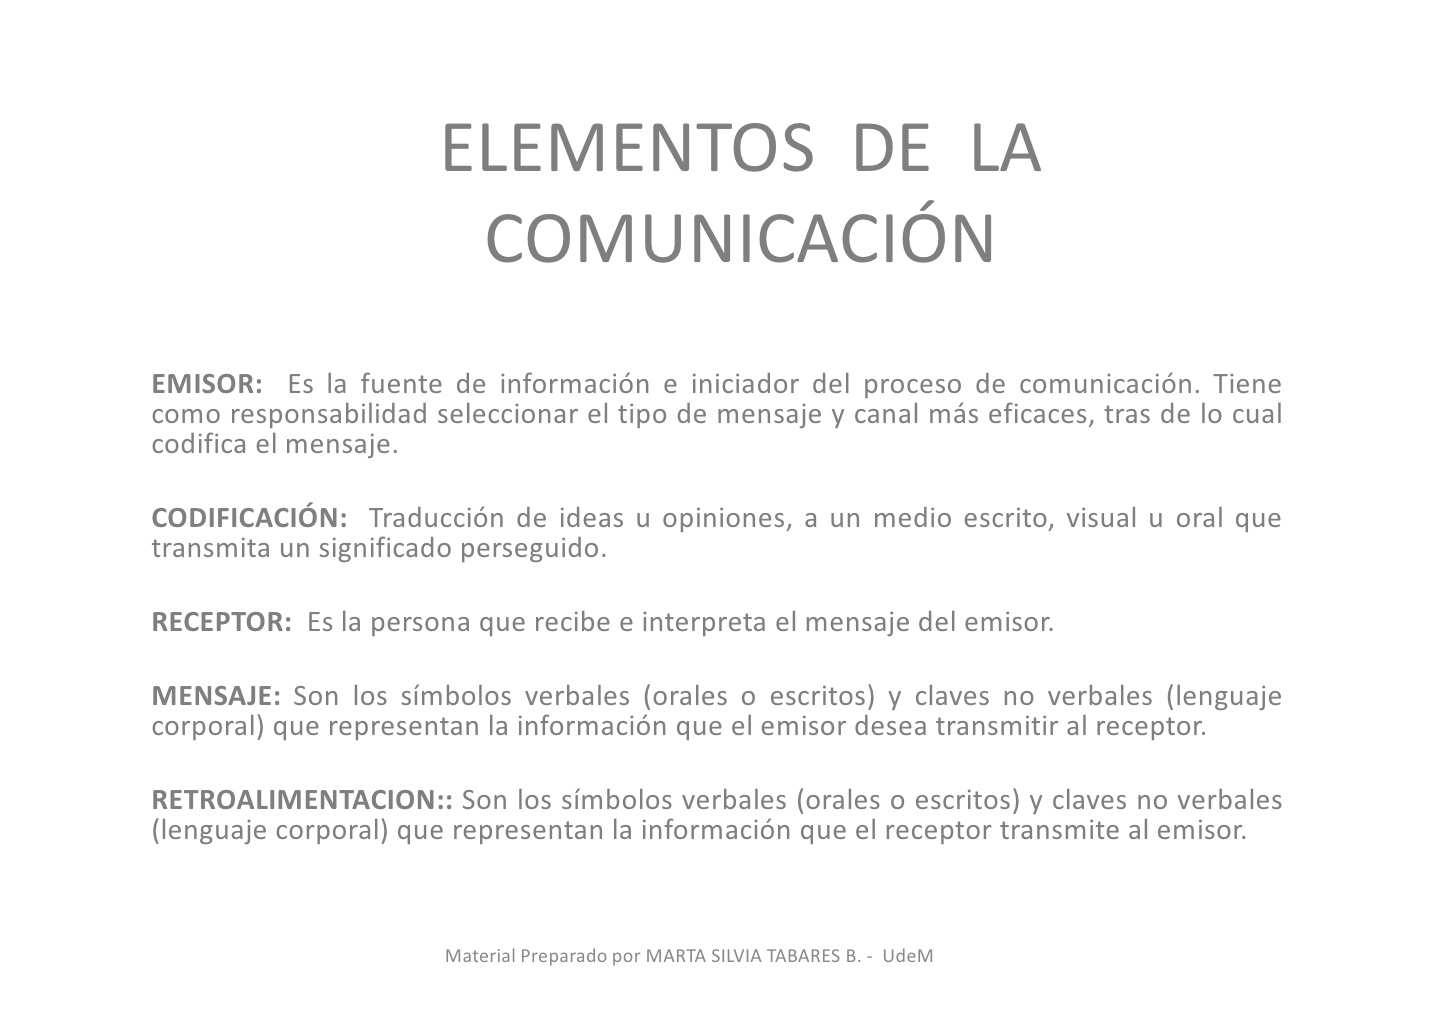 ELEMENTOS DE LA
COMUNICACIÓN
EMISOR: Es la fuente de información e iniciador del proceso de comunicación. Tiene
como responsabilidad seleccionar el tipo de mensaje y canal más eficaces, tras de lo cual
codifica el mensaje.
CODIFICACIÓN: Traducción de ideas u opiniones, a un medio escrito, visual u oral que
transmita un significado perseguido.
RECEPTOR: Es la persona que recibe e interpreta el mensaje del emisor.
MENSAJE: Son los símbolos verbales (orales o escritos) y claves no verbales (lenguaje
corporal) que representan la información que el emisor desea transmitir al receptor.
RETROALIMENTACION:: Son los símbolos verbales (orales o escritos) y claves no verbales
(lenguaje corporal) que representan la información que el receptor transmite al emisor.
Material Preparado por MARTA SILVIA TABARES B. - UdeM